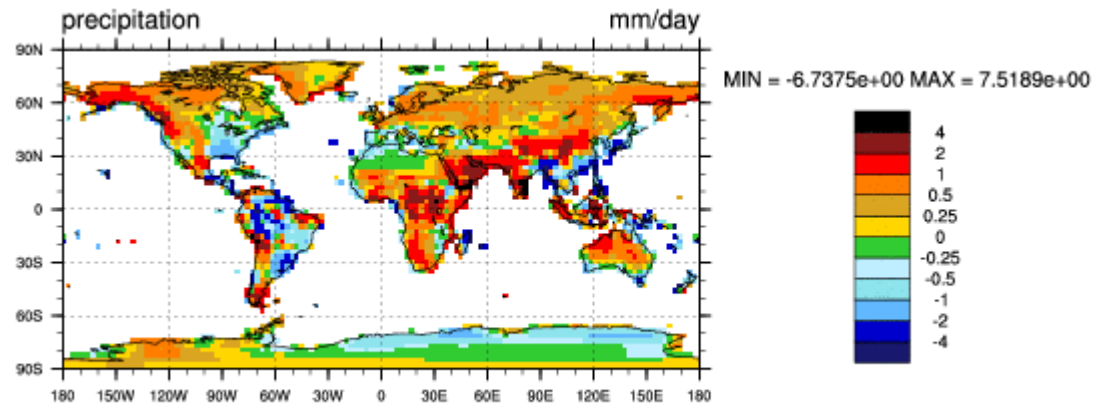 precipitation mm/day
90N
MIN = -6.7375e+00 MAX = 7.5189e+00
60N
4
2
30N
1
0.5
0
0.25
0
30S
-0.25
-0.5
-1
60S
-2
-4
90S
180 150W 120W 90W 60W 30W 0 30E 60E 90E 120E 150E 180